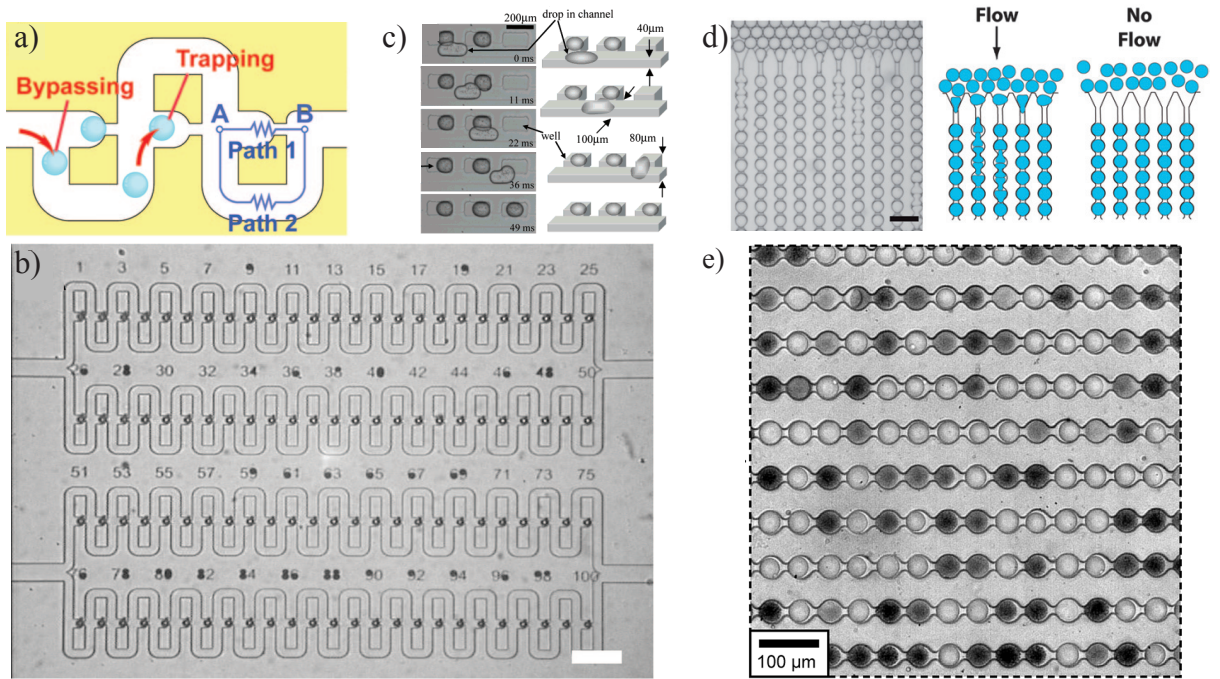 a)
Bypassing
Trapping
A
B
Path 1
Path 2
c)
200µm
drop in channel
40µm
0 ms
11 ms
100µm
22 ms
well
80µm
36 ms
49 ms
d)
Flow
No
Flow
b)
1 3 5 7 9 11 13 15 17 19 21 23 25
26 28 30 32 34 36 38 40 42 44 46 48 50
51 53 55 57 59 61 63 65 67 69 71 73 75
76 78 80 82 84 86 88 90 92 94 96 98 100
e)
100 µm